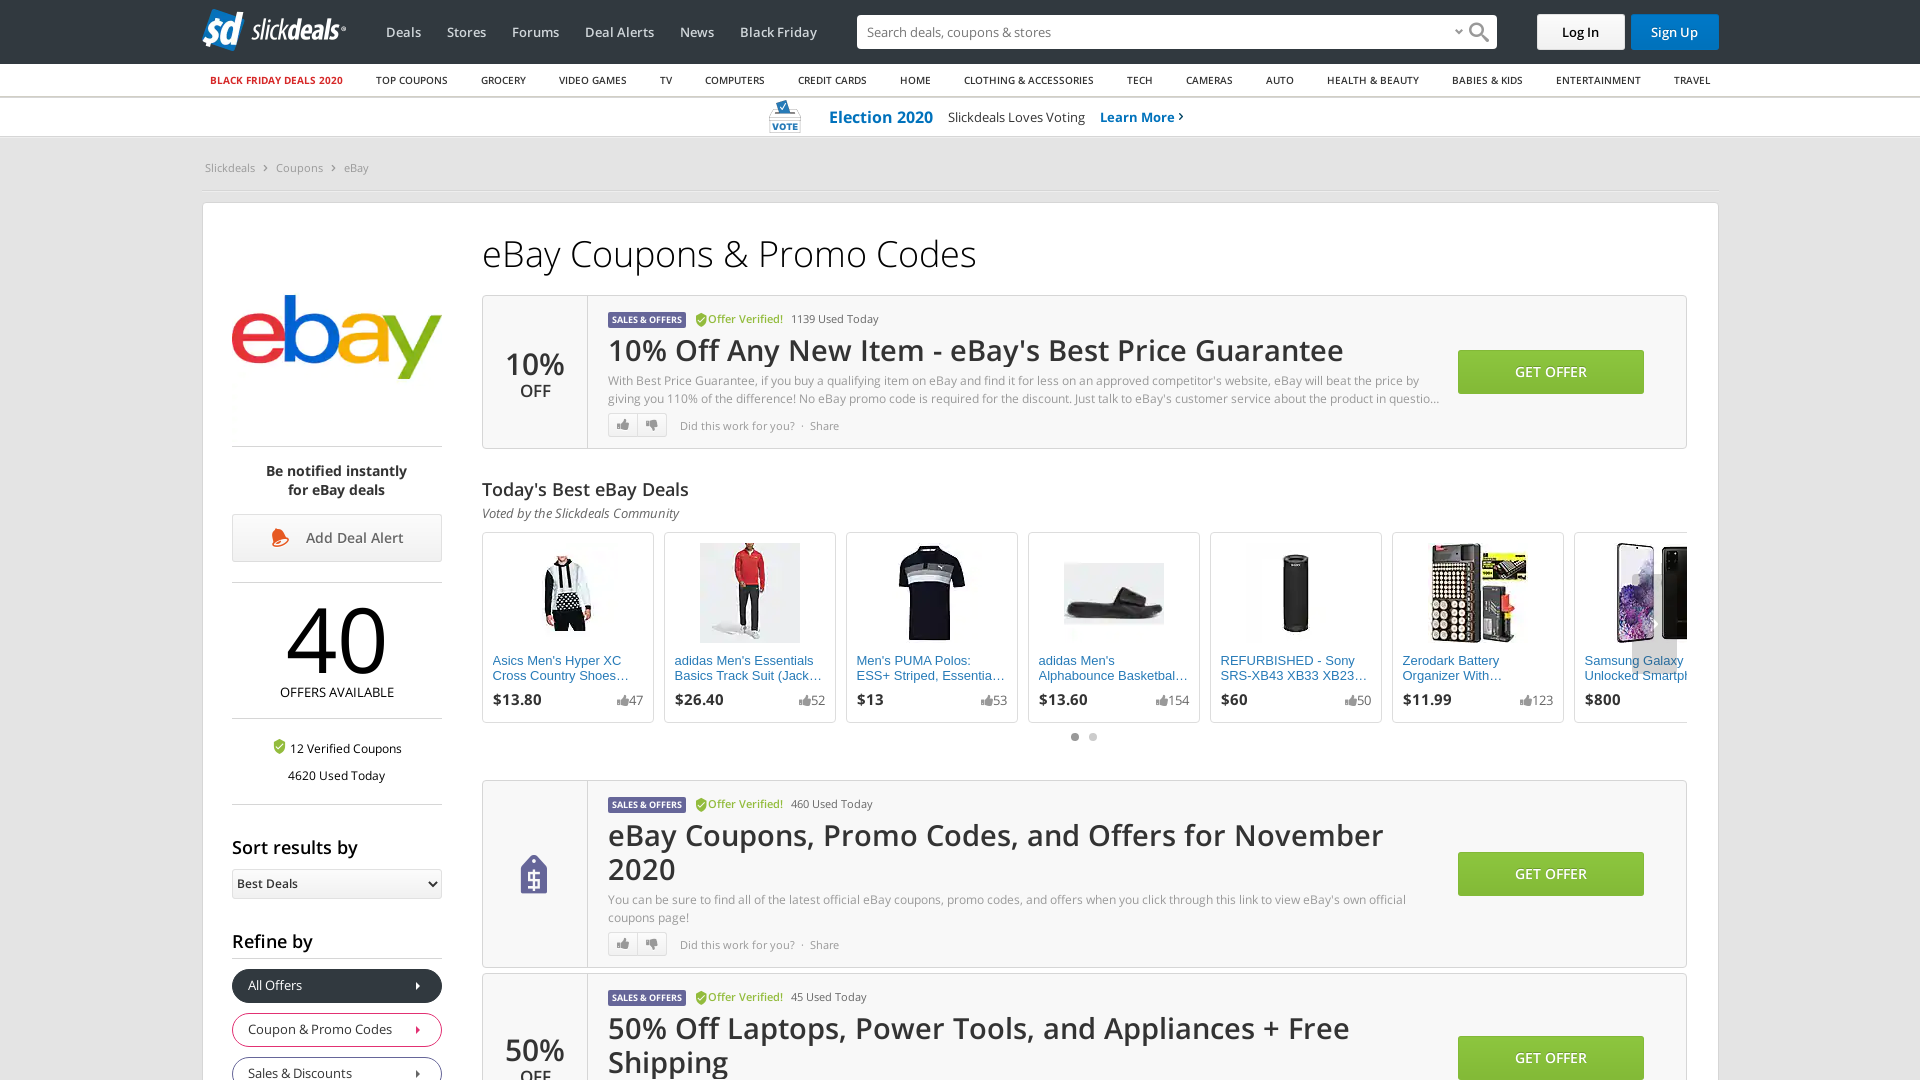 sd slickdeals
Deals
Stores
Forums
Deal Alerts
News
Black Friday
Search deals, coupons & stores
Log In
Sign Up
BLACK FRIDAY DEALS 2020
TOP COUPONS
GROCERY
VIDEO GAMES
TV
COMPUTERS
CREDIT CARDS
HOME
CLOTHING & ACCESSORIES
TECH
CAMERAS
AUTO
HEALTH & BEAUTY
BABIES & KIDS
ENTERTAINMENT
TRAVEL
VOTE
Election 2020 Slickdeals Loves Voting Learn More
Slickdeals
Coupons
eBay
ebay
Be notified instantly
for eBay deals
Add Deal Alert
40
OFFERS AVAILABLE
12 Verified Coupons
4620 Used Today
Sort results by
Best Deals
Refine by
All Offers
Coupon & Promo Codes
Sales & Discounts
eBay Coupons & Promo Codes
10%
OFF
SALES & OFFERS Offer Verified! 1139 Used Today
10% Off Any New Item - eBay's Best Price Guarantee
With Best Price Guarantee, if you buy a qualifying item on eBay and find it for less on an approved competitor's website, eBay will beat the price by
giving you 110% of the difference! No eBay promo code is required for the discount. Just talk to eBay's customer service about the product in questio...
Did this work for you? · Share
GET OFFER
Today's Best eBay Deals
Voted by the Slickdeals Community
Asics Men's Hyper XC
Cross Country Shoes...
$13.80 47
adidas Men's Essentials
Basics Track Suit (Jack...
$26.40 52
Men's PUMA Polos:
ESS+ Striped, Essentia...
$13 53
adidas Men's
Alphabounce Basketbal...
$13.60 154
REFURBISHED - Sony
SRS-XB43 XB33 XB23...
$60 50
Zerodark Battery
Organizer With...
$11.99 123
Samsung Galaxy
Unlocked Smartph
$800
SALES & OFFERS Offer Verified! 460 Used Today
eBay Coupons, Promo Codes, and Offers for November
2020
You can be sure to find all of the latest official eBay coupons, promo codes, and offers when you click through this link to view eBay's own official
coupons page!
Did this work for you? · Share
GET OFFER
50%
OFF
SALES & OFFERS Offer Verified! 45 Used Today
50% Off Laptops, Power Tools, and Appliances + Free
Shipping
GET OFFER